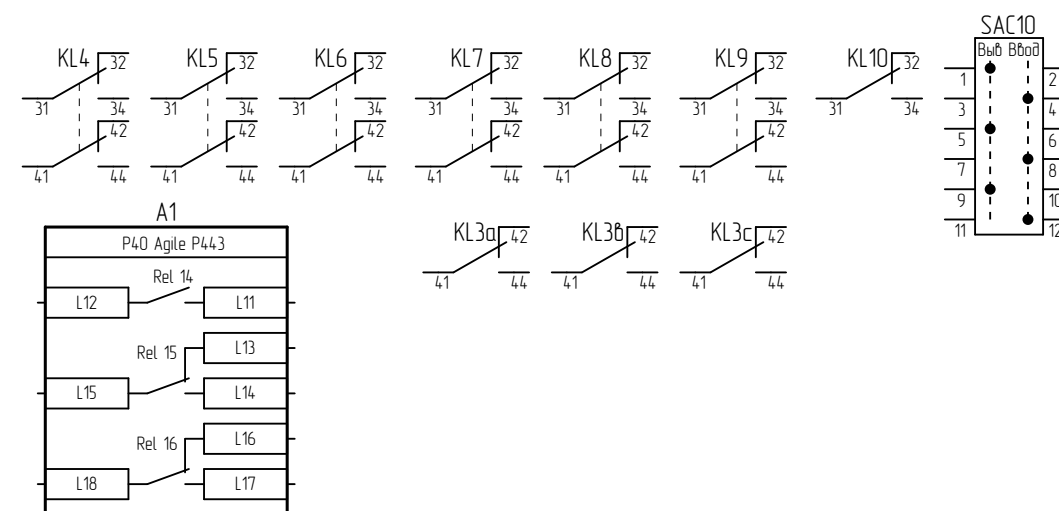 SAC10
KL4 KL5 KL6 KL7 KL8 KL9 KL10 Выв Ввод
32 32 32 32 32 32 32
1 2
31 34 31 34 31 34 31 34 31 34 31 34 31 34
3 4
42 42 42 42 42 42
5 6
41 44 41 44 41 44 41 44 41 44 41 44
7 8
9 10
11 12
A1
KL3а 42 KL3в 42 KL3с 42
P40 Agile P443
41 44 41 44 41 44
Rel 14
L12 L11
Rel 15 L13
L15 L14
Rel 16 L16
L18 L17